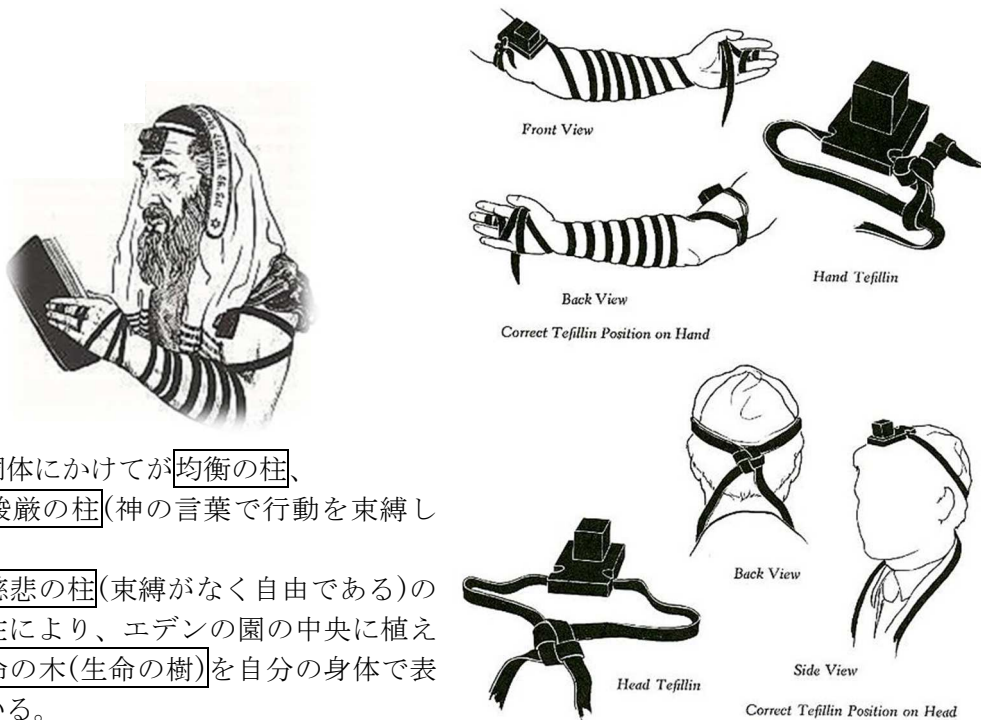 胴体にかけてが均衡の柱、
峻厳の柱(神の言葉で行動を束縛し
慈悲の柱(束縛がなく自由である)の
柱により、エデンの園の中央に植え
命の木(生命の樹)を自分の身体で表
いる。
Front View
Hand Tefillin
Back View
Correct Tefillin Position on Hand
Back View
Side View
Head Tefillin
Correct Tefillin Position on Head